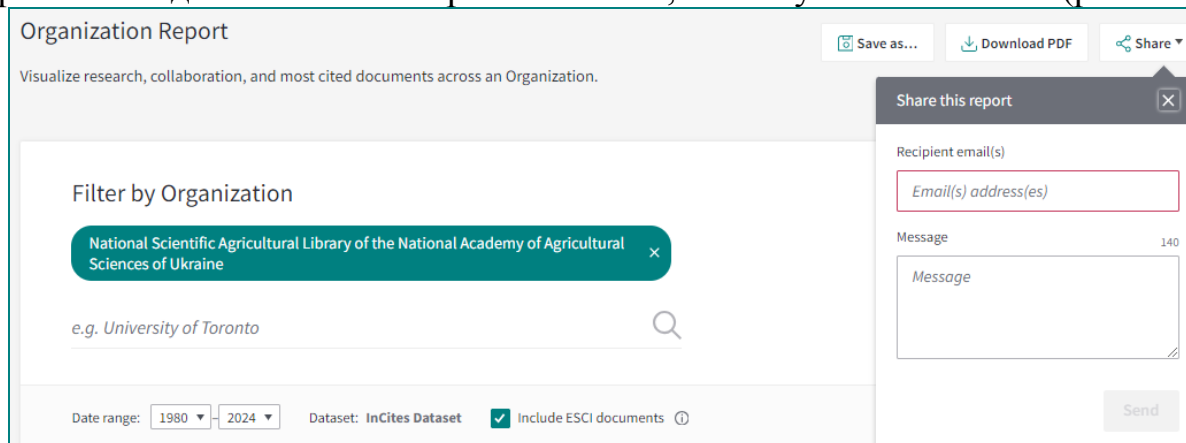 Organization Report
Save as...
Download PDF
Share
Visualize research, collaboration, and most cited documents across an Organization.
Share this report
Recipient email(s)
Email(s) address(es)
Filter by Organization
National Scientific Agricultural Library of the National Academy of Agricultural
Sciences of Ukraine
Message
140
Message
e.g. University of Toronto
Date range: 1980 - 2024 Dataset: InCites Dataset Include ESCI documents
Send